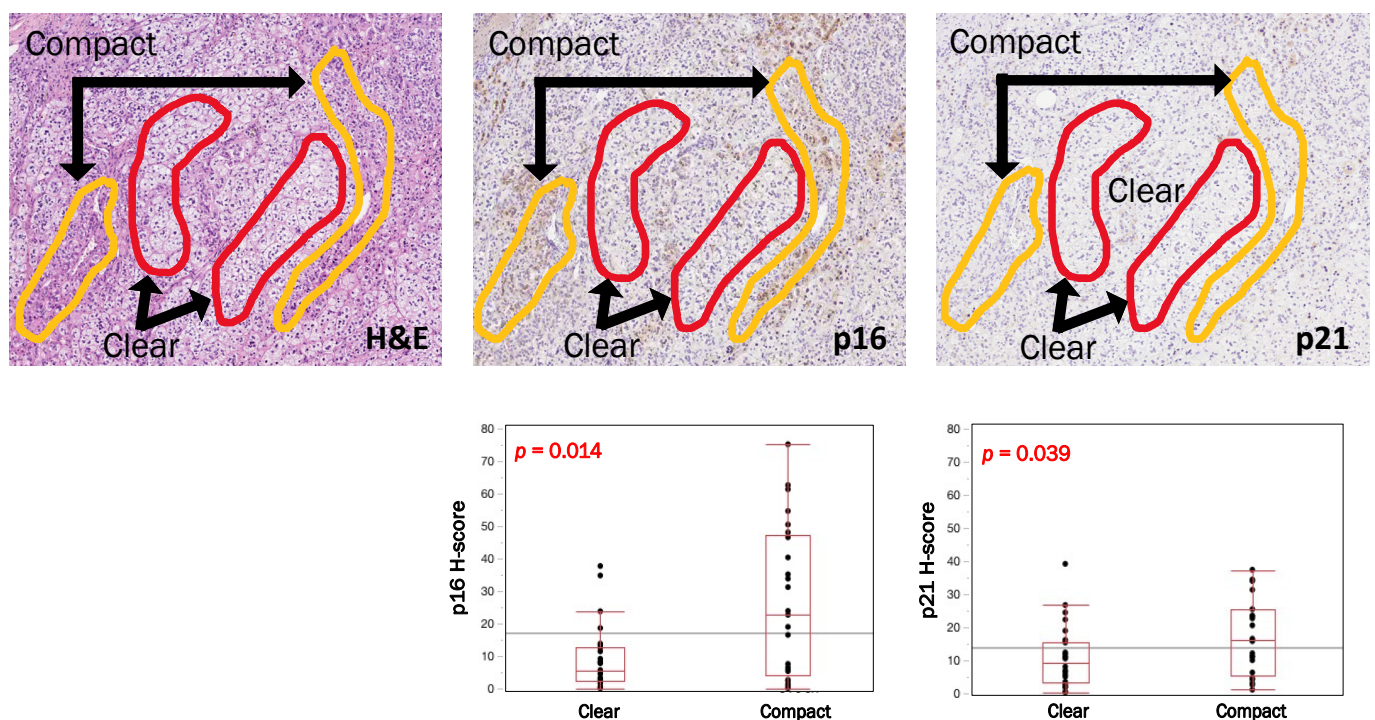 Compact
Clear
H&E
Compact
Clear
p16
Compact
Clear
Clear
p21
p = 0.014
p16 H-score
80
70
60
50
40
30
20
10
0
Clear
Compact
p = 0.039
p21 H-score
80
70
60
50
40
30
20
10
0
Clear
Compact